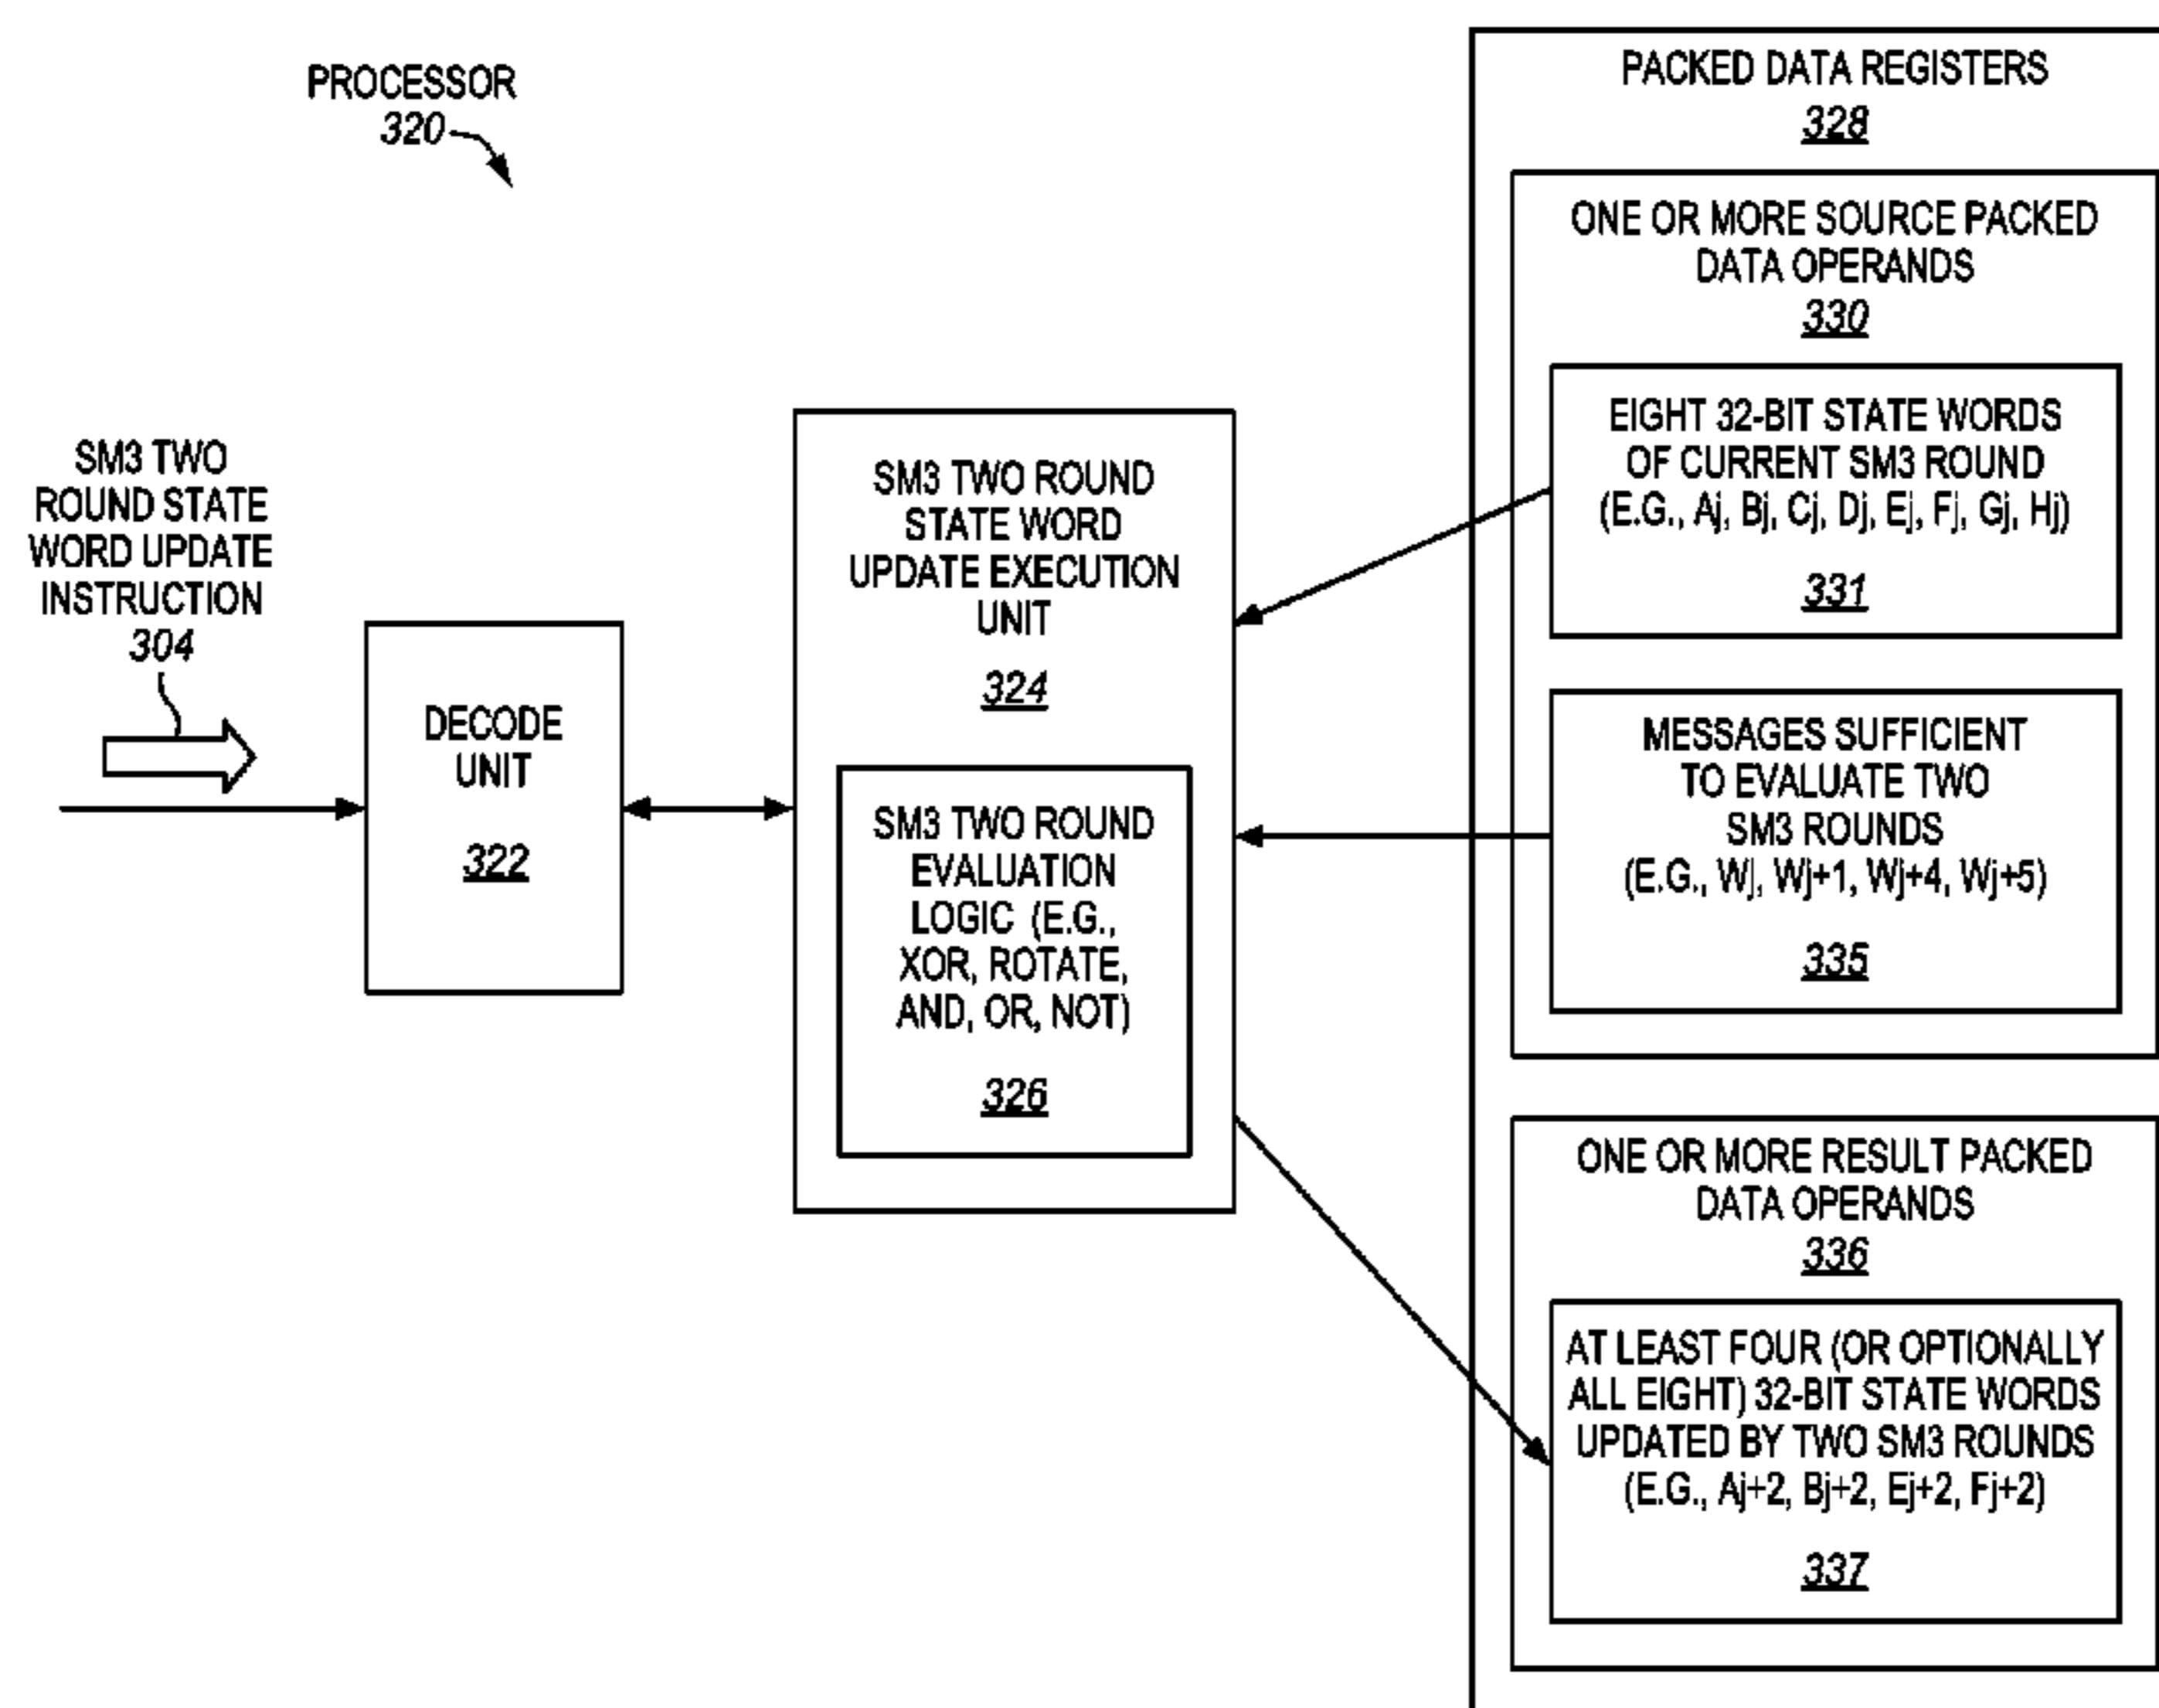 PROCESSOR
320
SM3 TWO
ROUND STATE
WORD UPDATE
INSTRUCTION
304
DECODE
UNIT
322
SM3 TWO ROUND
STATE WORD
UPDATE EXECUTION
UNIT
324
SM3 TWO ROUND
EVALUATION
LOGIC (E.G.,
XOR, ROTATE,
AND, OR, NOT)
326
PACKED DATA REGISTERS
328
ONE OR MORE SOURCE PACKED
DATA OPERANDS
330
EIGHT 32-BIT STATE WORDS
OF CURRENT SM3 ROUND
(E.G., Aj, Bj, Cj, Dj, Ej, Fj, Gj, Hj)
331
MESSAGES SUFFICIENT
TO EVALUATE TWO
SM3 ROUNDS
(E.G., Wj, Wj+1, Wj+4, Wj+5)
335
ONE OR MORE RESULT PACKED
DATA OPERANDS
336
AT LEAST FOUR (OR OPTIONALLY
ALL EIGHT) 32-BIT STATE WORDS
UPDATED BY TWO SM3 ROUNDS
(E.G., Aj+2, Bj+2, Ej+2, Fj+2)
337